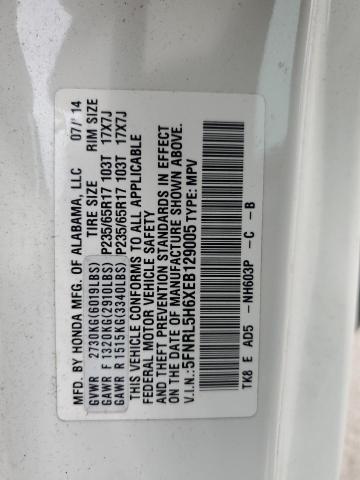 MFD. BY HONDA MFG. OF ALABAMA, LLC 07/'14
GVWR 2730KG(6019LBS) TIRE SIZE RIM SIZE
GAWR F 1320KG(2910LBS) P235/65R17 103T 17X7J
GAWR R 1515KG(3340LBS) P235/65R17 103T 17X7J
THIS VEHICLE CONFORMS TO ALL APPLICABLE
FEDERAL MOTOR VEHICLE SAFETY
AND THEFT PREVENTION STANDARDS IN EFFECT
ON THE DATE OF MANUFACTURE SHOWN ABOVE.
V.I.N.: 5FNRL5H6XEB129005 TYPE: MPV
TK8 E AD5 - NH603P - C - B